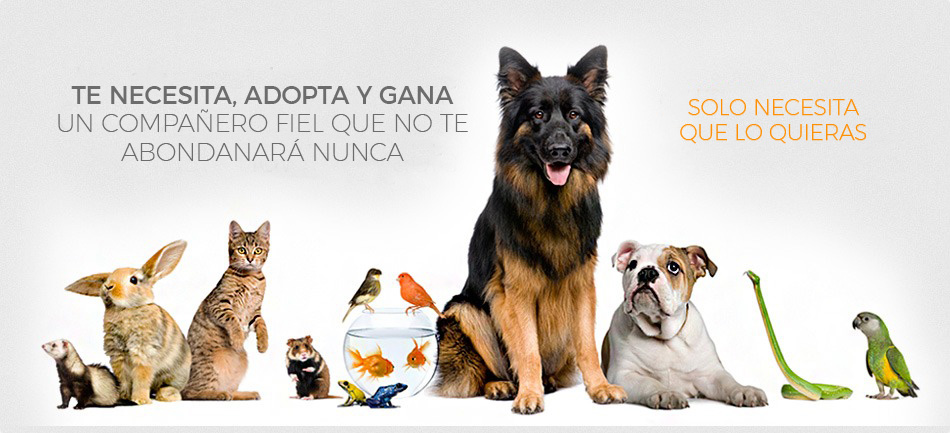 TE NECESITA, ADOPTA Y GANA
UN COMPAÑERO FIEL QUE NO TE
ABONDANARÁ NUNCA
SOLO NECESITA
QUE LO QUIERAS